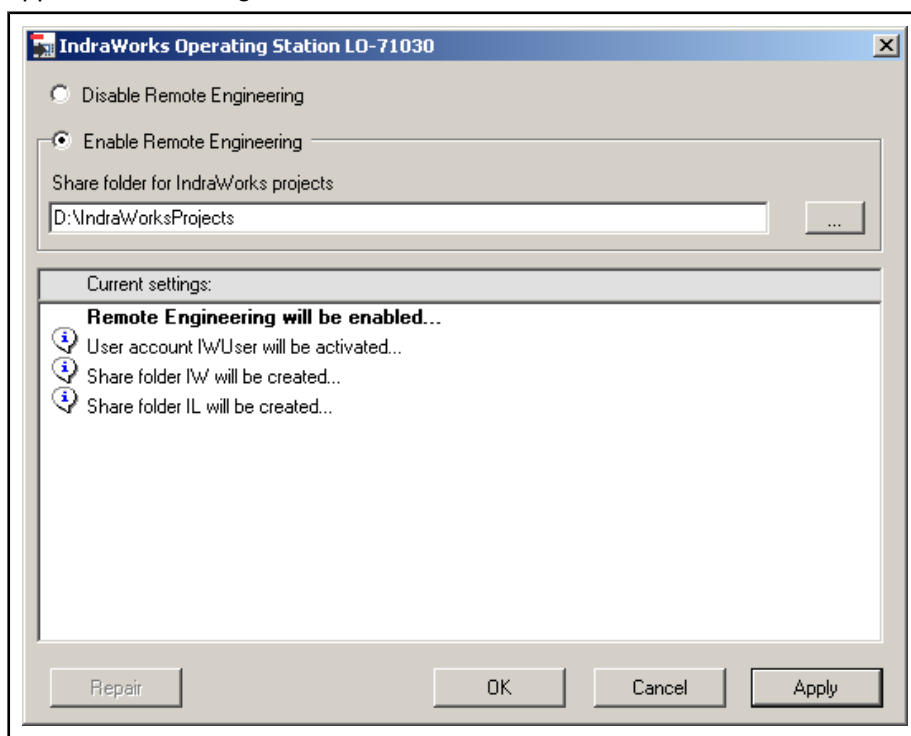 IndraWorks Operating Station LO-71030
Disable Remote Engineering
Enable Remote Engineering
Share folder for IndraWorks projects
D:\IndraWorksProjects
...
Current settings:
Remote Engineering will be enabled...
User account IWUser will be activated...
Share folder IW will be created...
Share folder IL will be created...
Repair
OK
Cancel
Apply